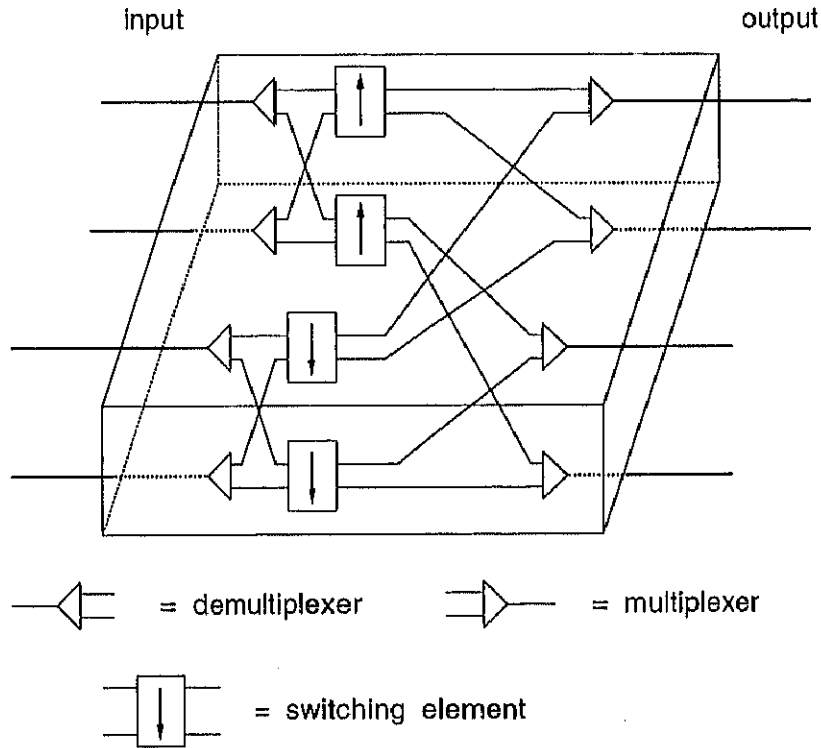 input
output
= demultiplexer
= multiplexer
= switching element